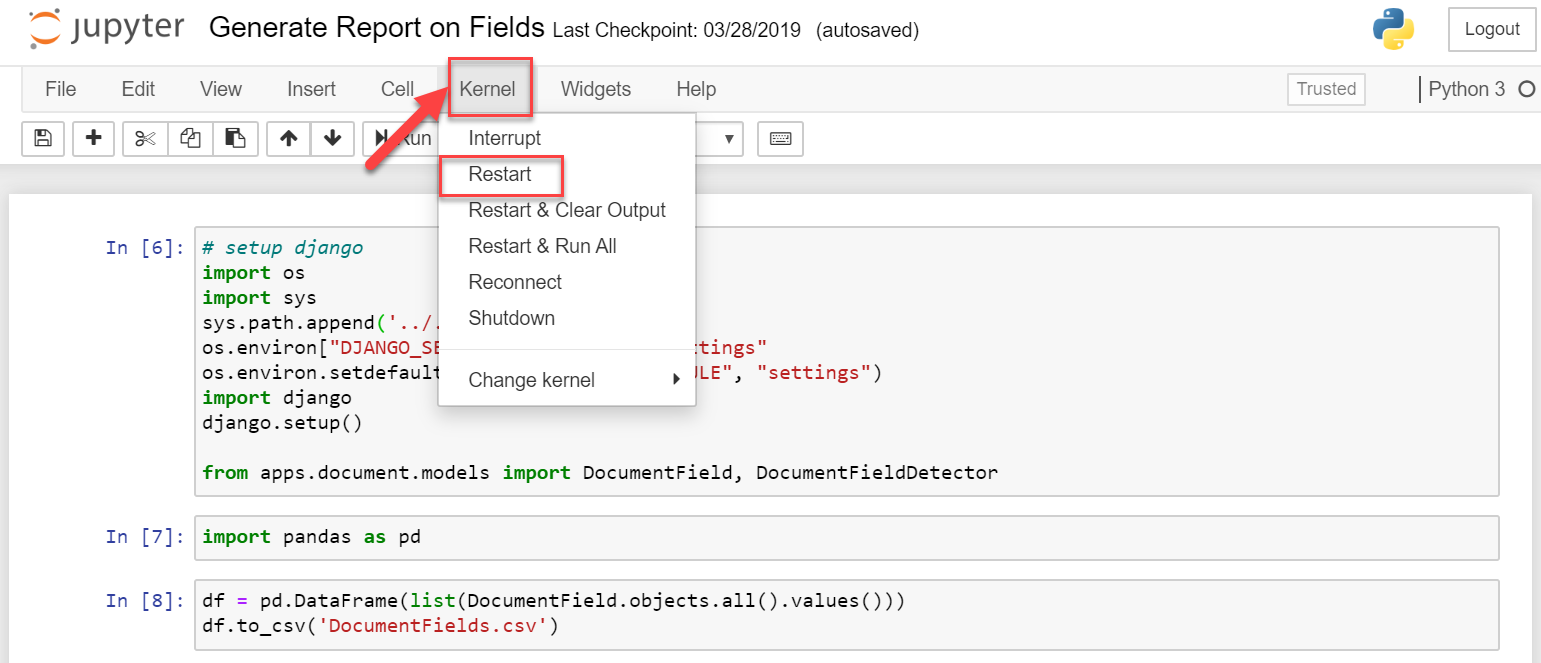 jupyter Generate Report on Fields Last Checkpoint: 03/28/2019 (autosaved) Logout
File Edit View Insert Cell Kernel Widgets Help Trusted Python 3
Run
Interrupt
Restart
Restart & Clear Output
Restart & Run All
Reconnect
Shutdown
Change kernel
In [6]: # setup django
import os
import sys
sys.path.append('../.
os.environ["DJANGO_SE ttings"
os.environ.setdefault ULE", "settings")
import django
django.setup()
from apps.document.models import DocumentField, DocumentFieldDetector
In [7]: import pandas as pd
In [8]: df = pd.DataFrame(list(DocumentField.objects.all().values()))
df.to_csv('DocumentFields.csv')